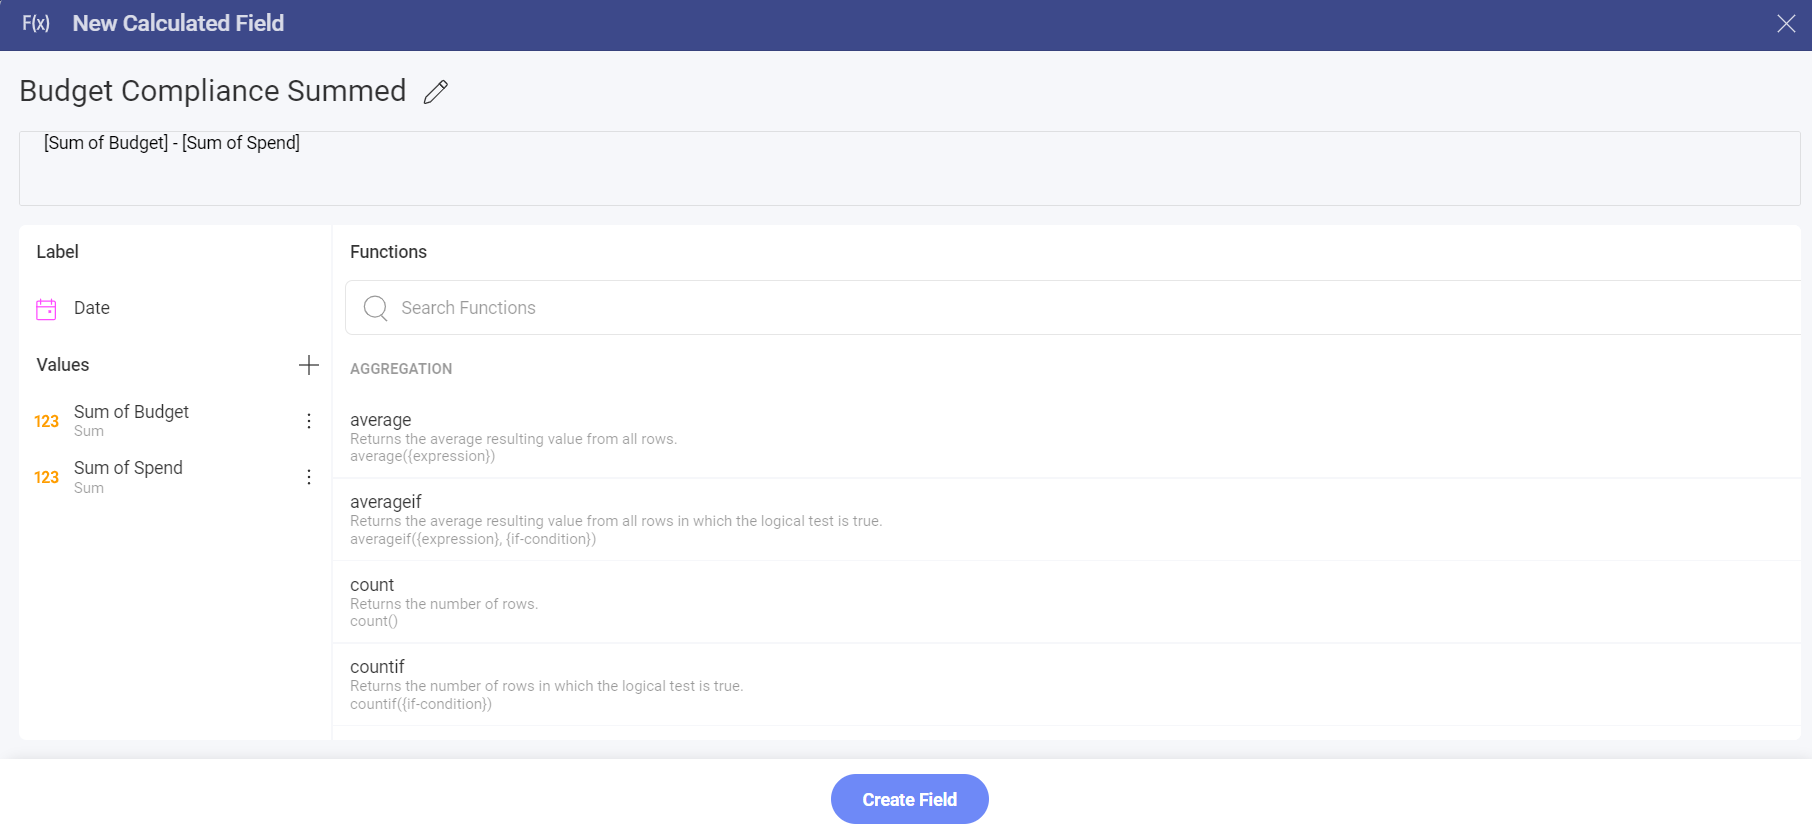 F(x) New Calculated Field
Budget Compliance Summed
[Sum of Budget] - [Sum of Spend]
Label
Date
Values
123 Sum of Budget
Sum
123 Sum of Spend
Sum
Functions
Search Functions
AGGREGATION
average
Returns the average resulting value from all rows.
average({expression})
averageif
Returns the average resulting value from all rows in which the logical test is true.
averageif({expression}, {if-condition})
count
Returns the number of rows.
count()
countif
Returns the number of rows in which the logical test is true.
countif({if-condition})
Create Field